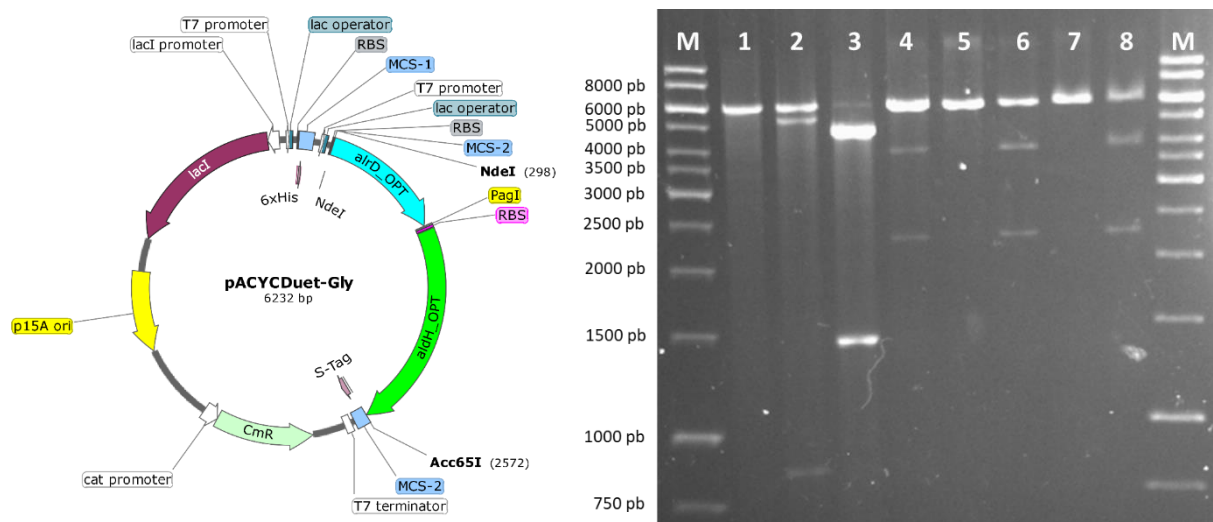 T7 promoter
lac operator
lacI promoter
RBS
MCS-1
T7 promoter
lac operator
RBS
MCS-2
NdeI (298)
alrD_OPT
PagI
RBS
lacI
6xHis
NdeI
pACYCDuet-Gly
6232 bp
p15A ori
aldH_OPT
S-Tag
CmR
cat promoter
Acc65I (2572)
MCS-2
T7 terminator
M 1 2 3 4 5 6 7 8 M
8000 pb
6000 pb
5000 pb
4000 pb
3500 pb
3000 pb
2500 pb
2000 pb
1500 pb
1000 pb
750 pb